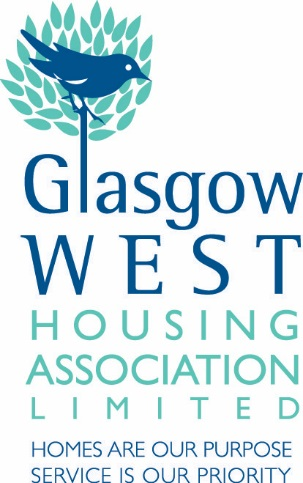 Glasgow
WEST
HOUSING
ASSOCIATION
LIMITED
HOMES ARE OUR PURPOSE
SERVICE IS OUR PRIORITY